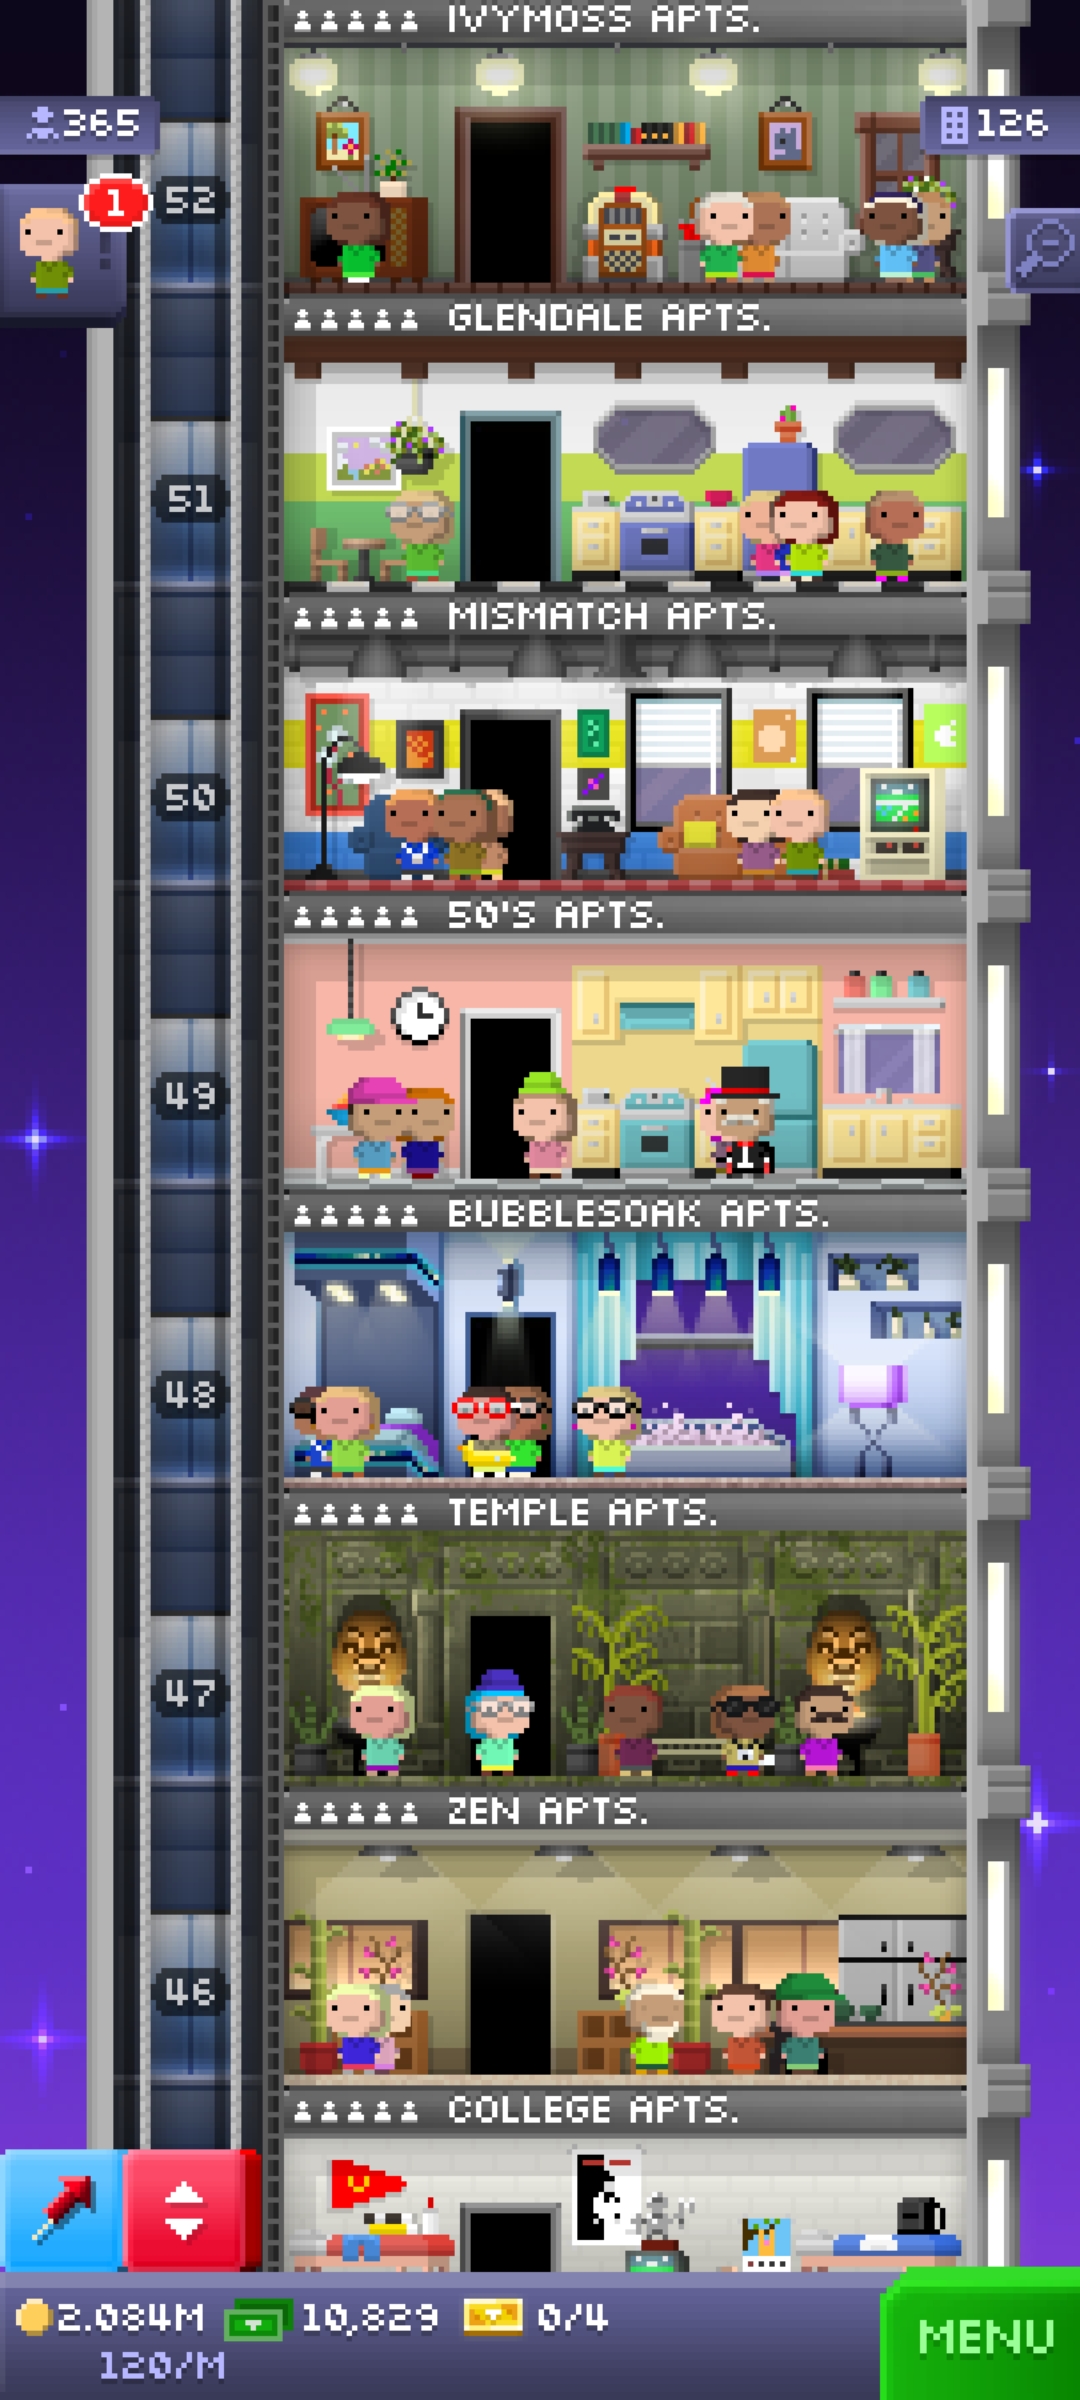 IVYMOSS APTS.
365
126
1
52
GLENDALE APTS.
51
MISMATCH APTS.
50
50'S APTS.
49
BUBBLESOAK APTS.
48
TEMPLE APTS.
47
ZEN APTS.
46
COLLEGE APTS.
2.084M
10,829
0/4
MENU
120/M